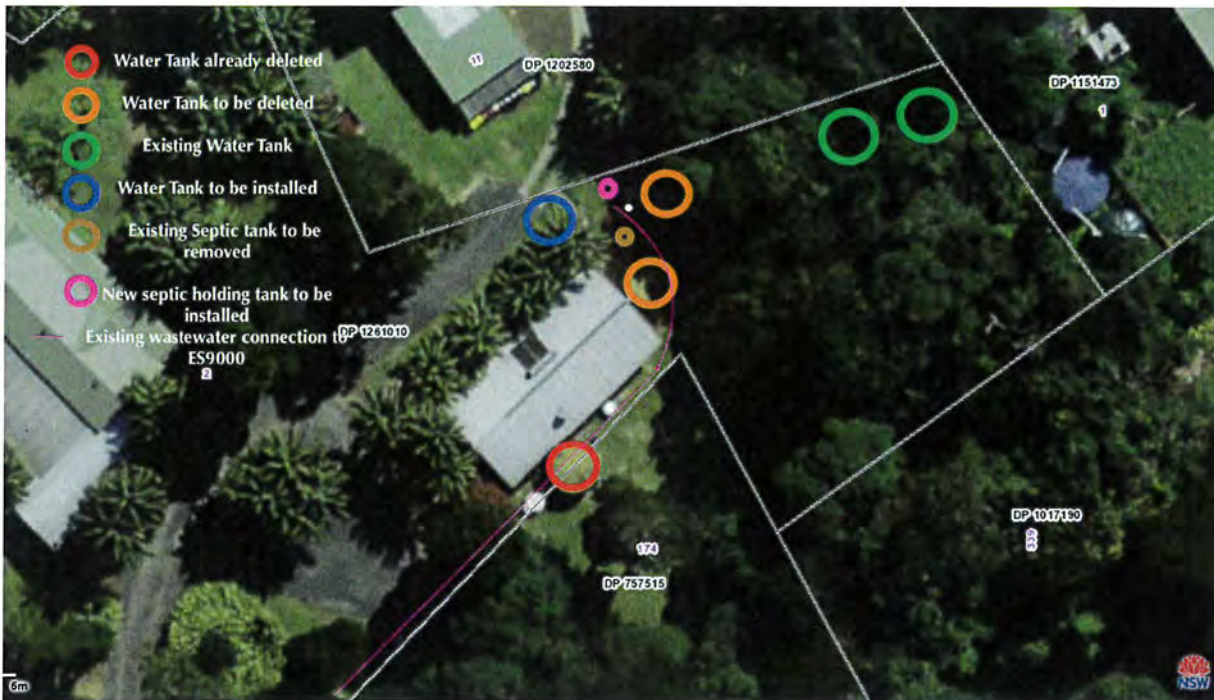 Water Tank already deleted
Water Tank to be deleted
Existing Water Tank
Water Tank to be installed
Existing Septic tank to be
removed
New septic holding tank to be
installed
Existing wastewater connection to
ES9000
2
DP 1261010
11
DP 1202580
DP 1151473
1
DP 1017190
339
174
DP 757515
6m
NSW